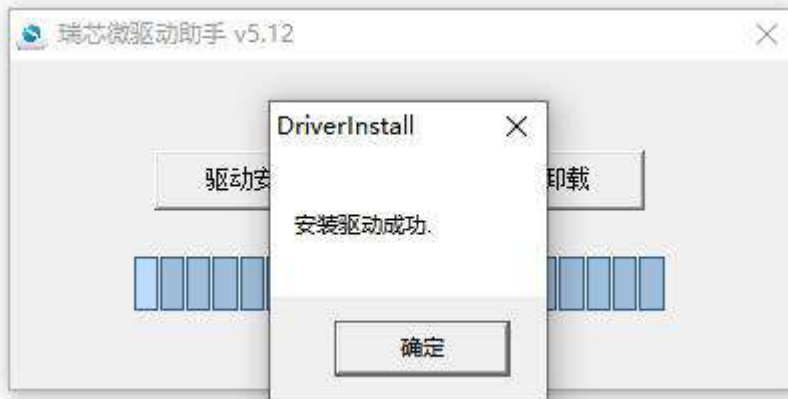 瑞芯微驱动助手 v5.12
DriverInstall
驱动安
卸载
安装驱动成功.
确定